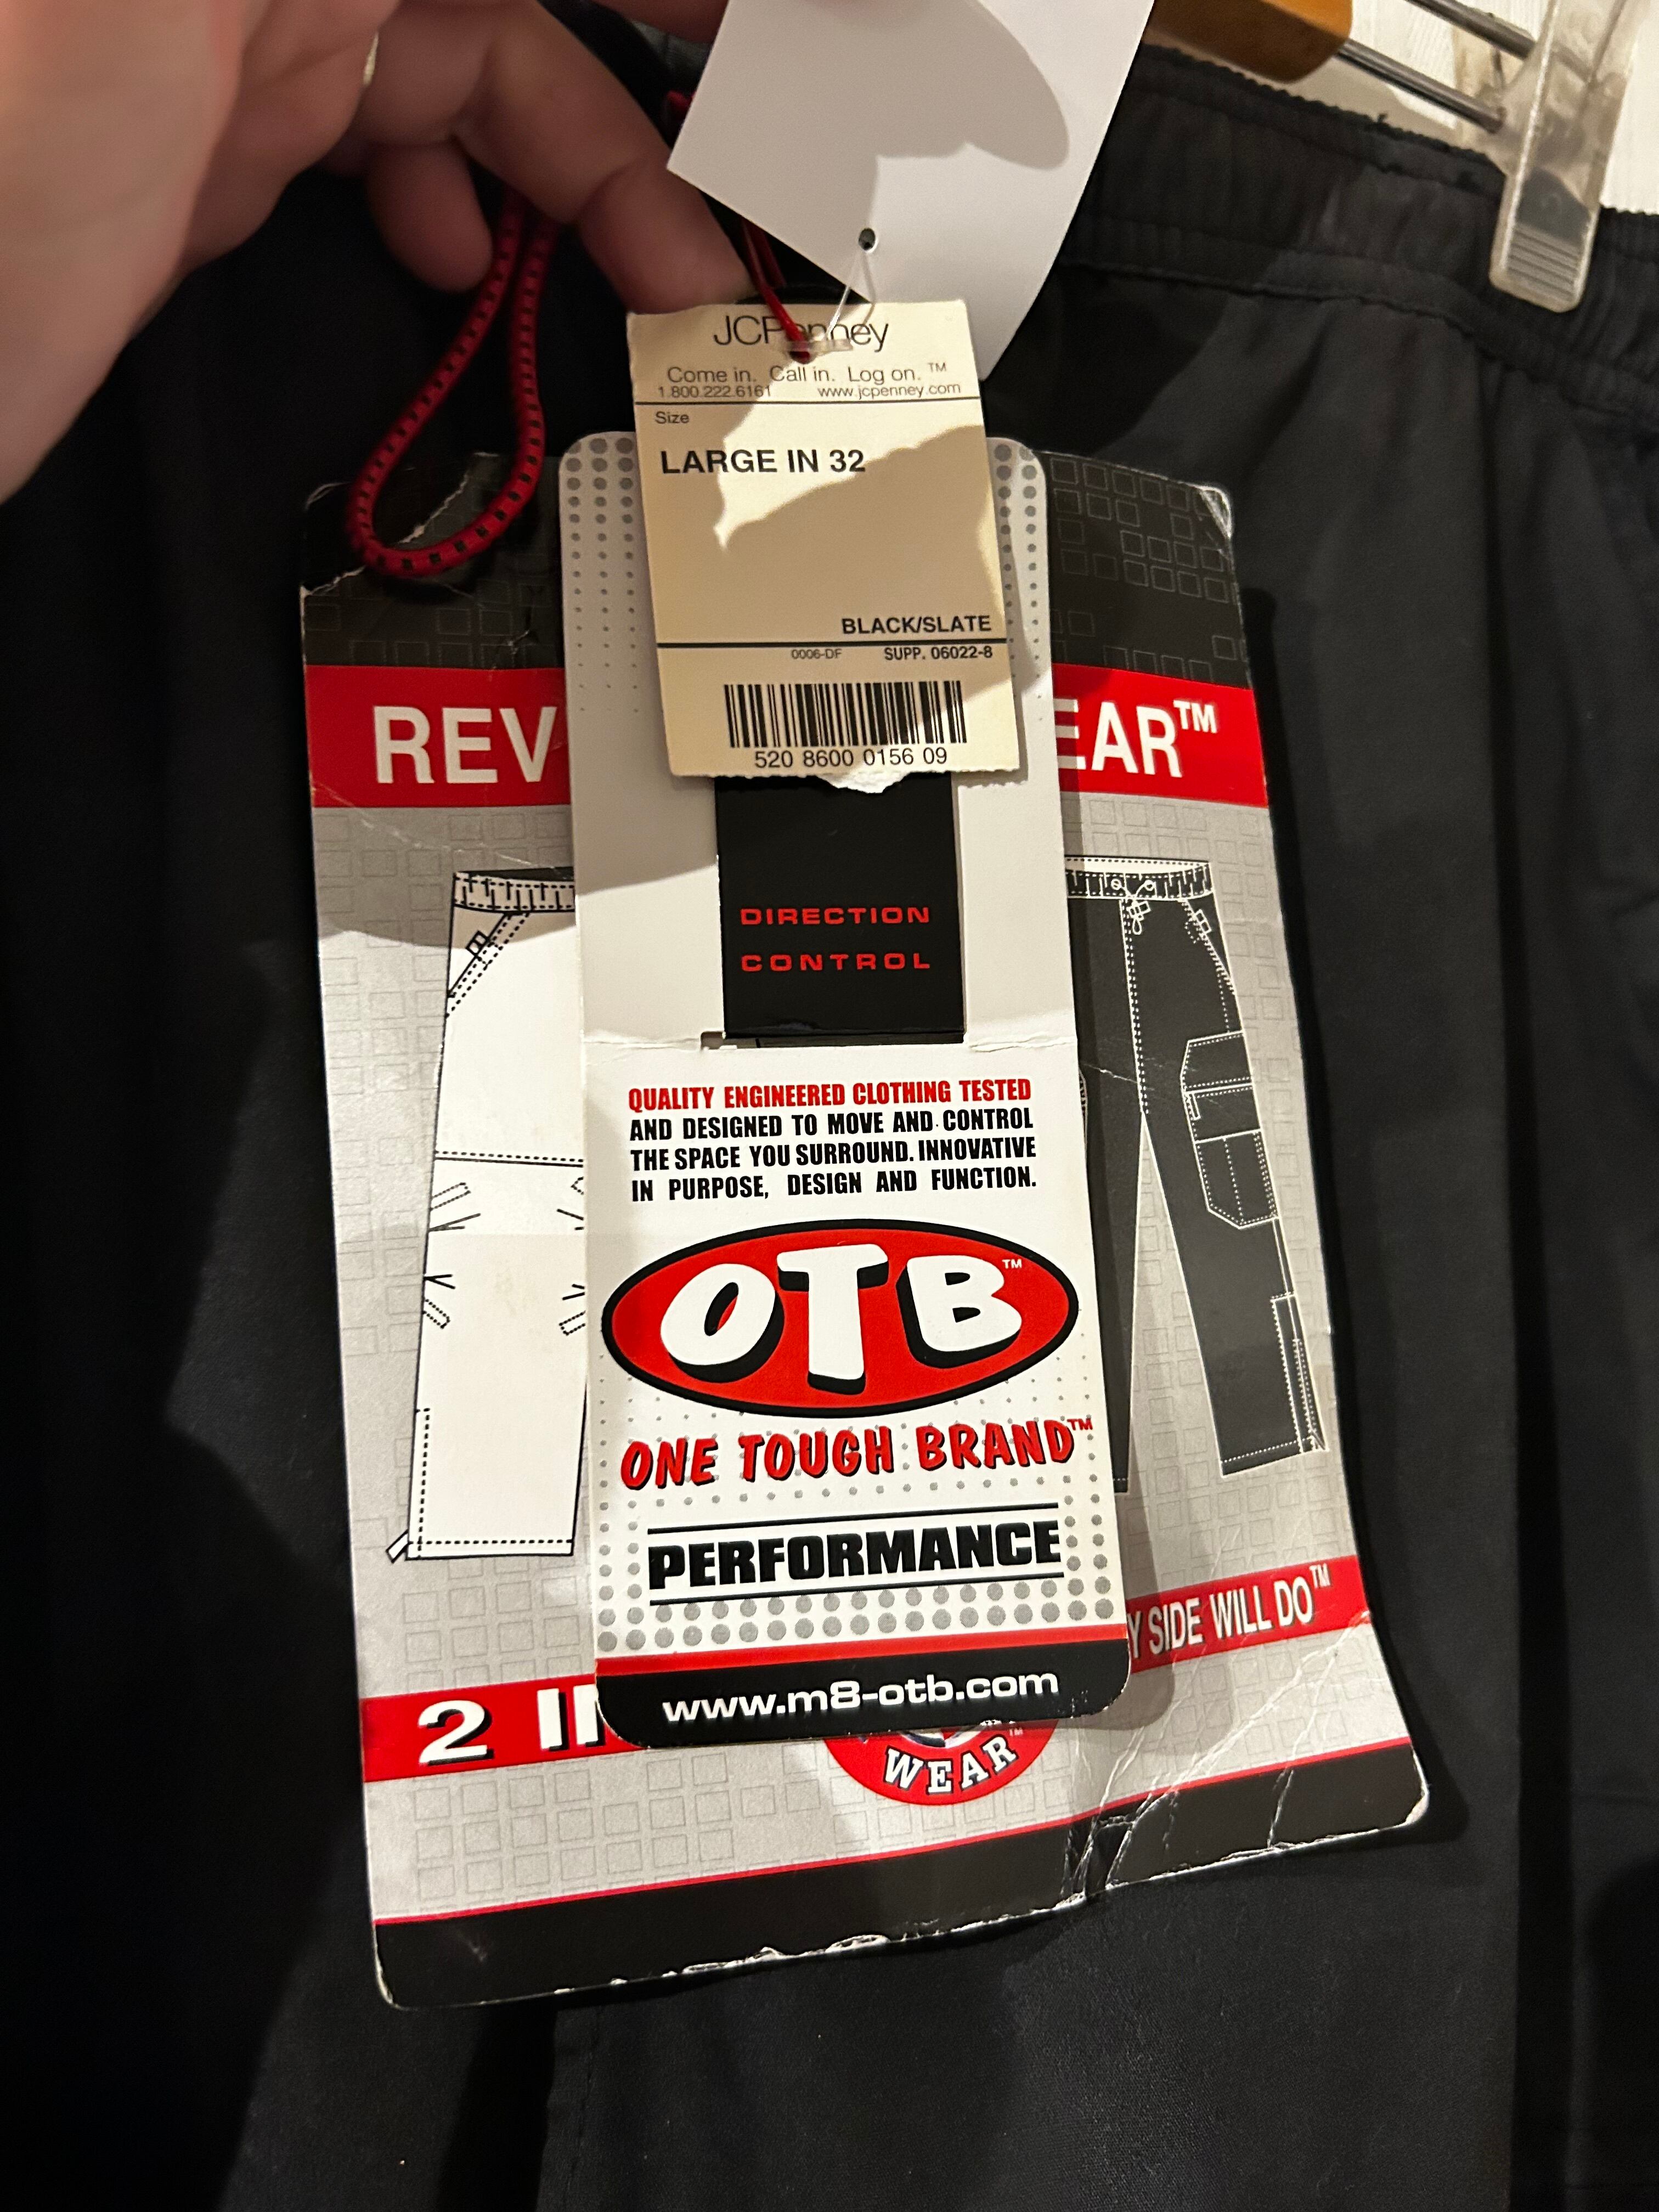 JCPenney
Come in. Call in. Log on.™
1.800.222.6161 www.jcpenney.com
Size
LARGE IN 32
BLACK/SLATE
0006-DF SUPP. 06022-8
520 8600 0156 09
REV EAR™
DIRECTION
CONTROL
QUALITY ENGINEERED CLOTHING TESTED
AND DESIGNED TO MOVE AND CONTROL
THE SPACE YOU SURROUND. INNOVATIVE
IN PURPOSE, DESIGN AND FUNCTION.
OTB™
ONE TOUGH BRAND™
PERFORMANCE
Y SIDE WILL DO™
www.m8-otb.com
2 I
WEAR™